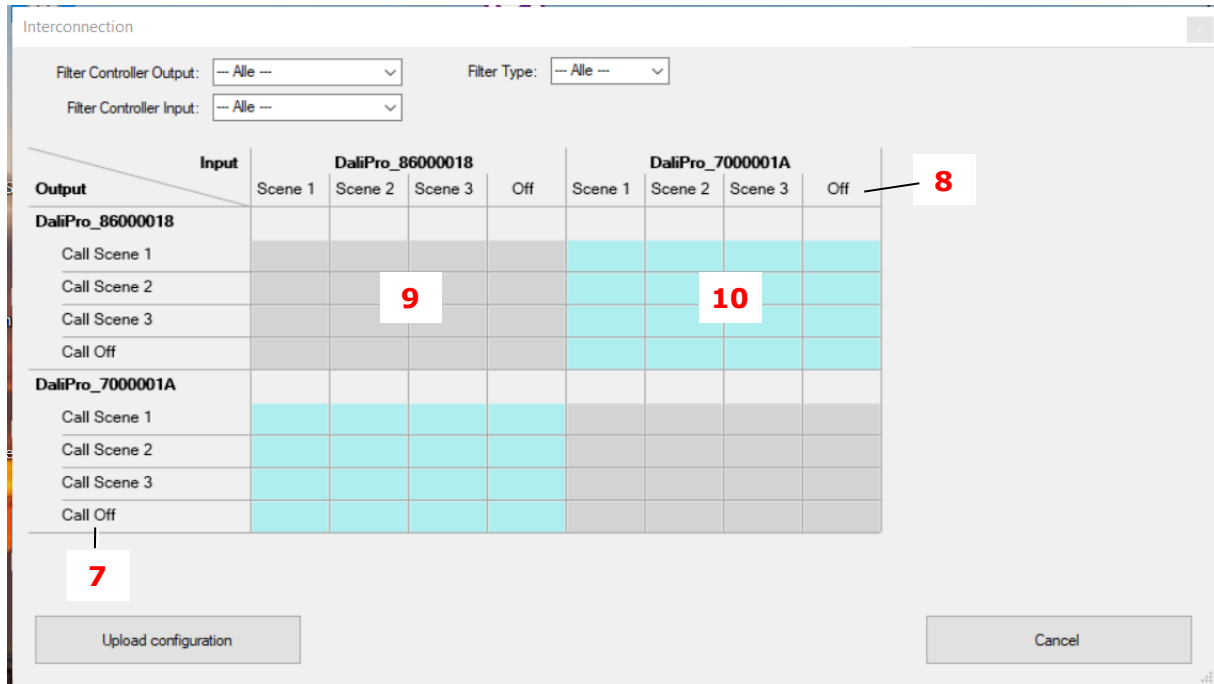 Interconnection
Filter Controller Output: --- Alle --- Filter Type: --- Alle ---
Filter Controller Input: --- Alle ---
Input DaliPro_86000018 DaliPro_7000001A
Output Scene 1 Scene 2 Scene 3 Off Scene 1 Scene 2 Scene 3 Off 8
DaliPro_86000018
Call Scene 1
Call Scene 2
9 10
Call Scene 3
Call Off
DaliPro_7000001A
Call Scene 1
Call Scene 2
Call Scene 3
Call Off
7
Upload configuration Cancel